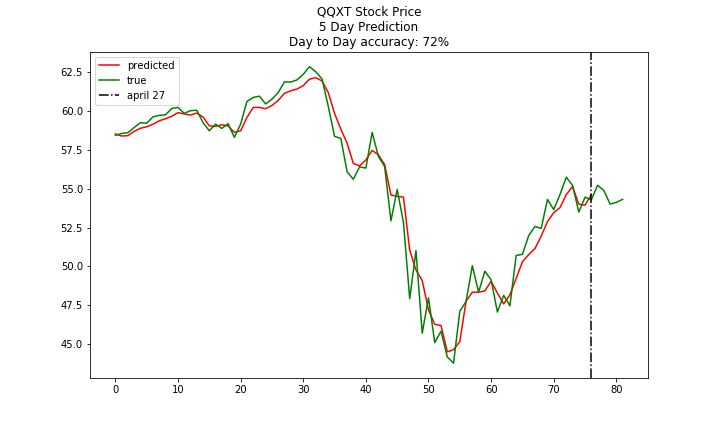 QQXT Stock Price
5 Day Prediction
Day to Day accuracy: 72%
predicted
true
april 27
62.5
60.0
57.5
55.0
52.5
50.0
47.5
45.0
0 10 20 30 40 50 60 70 80